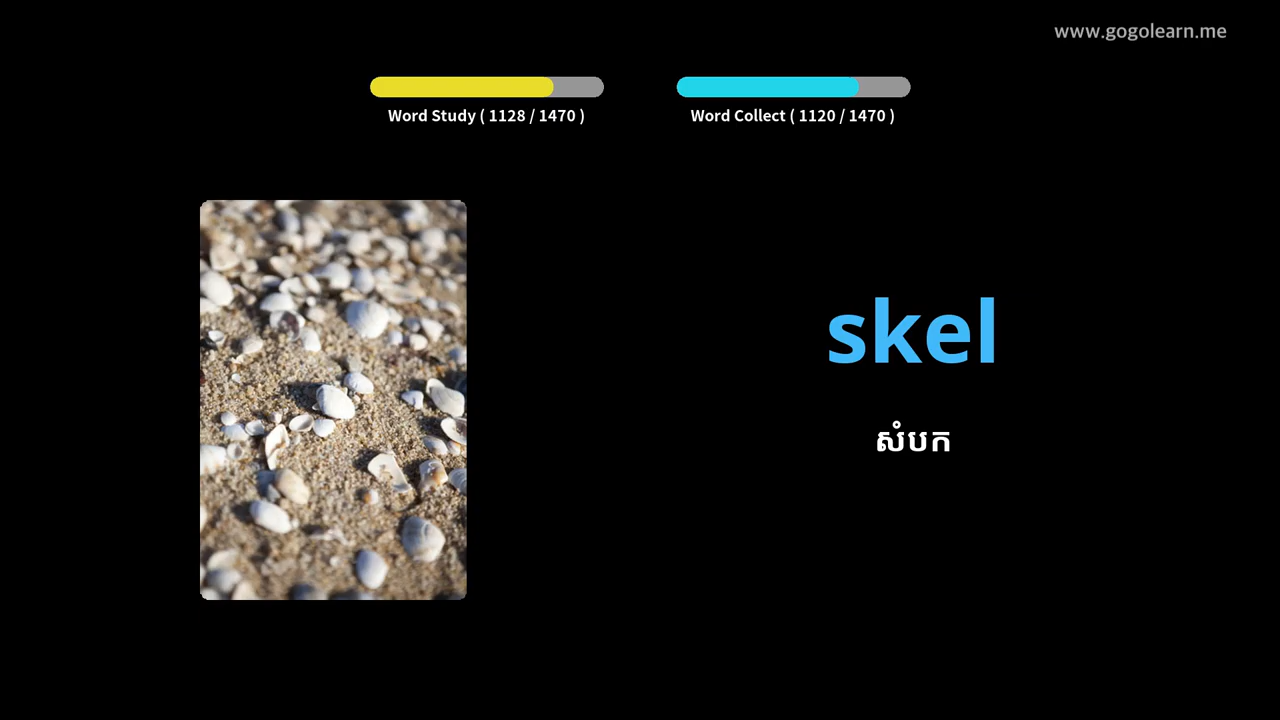 www.gogolearn.me
Word Study ( 1128 / 1470 )
Word Collect ( 1120 / 1470 )
skel
សំបក